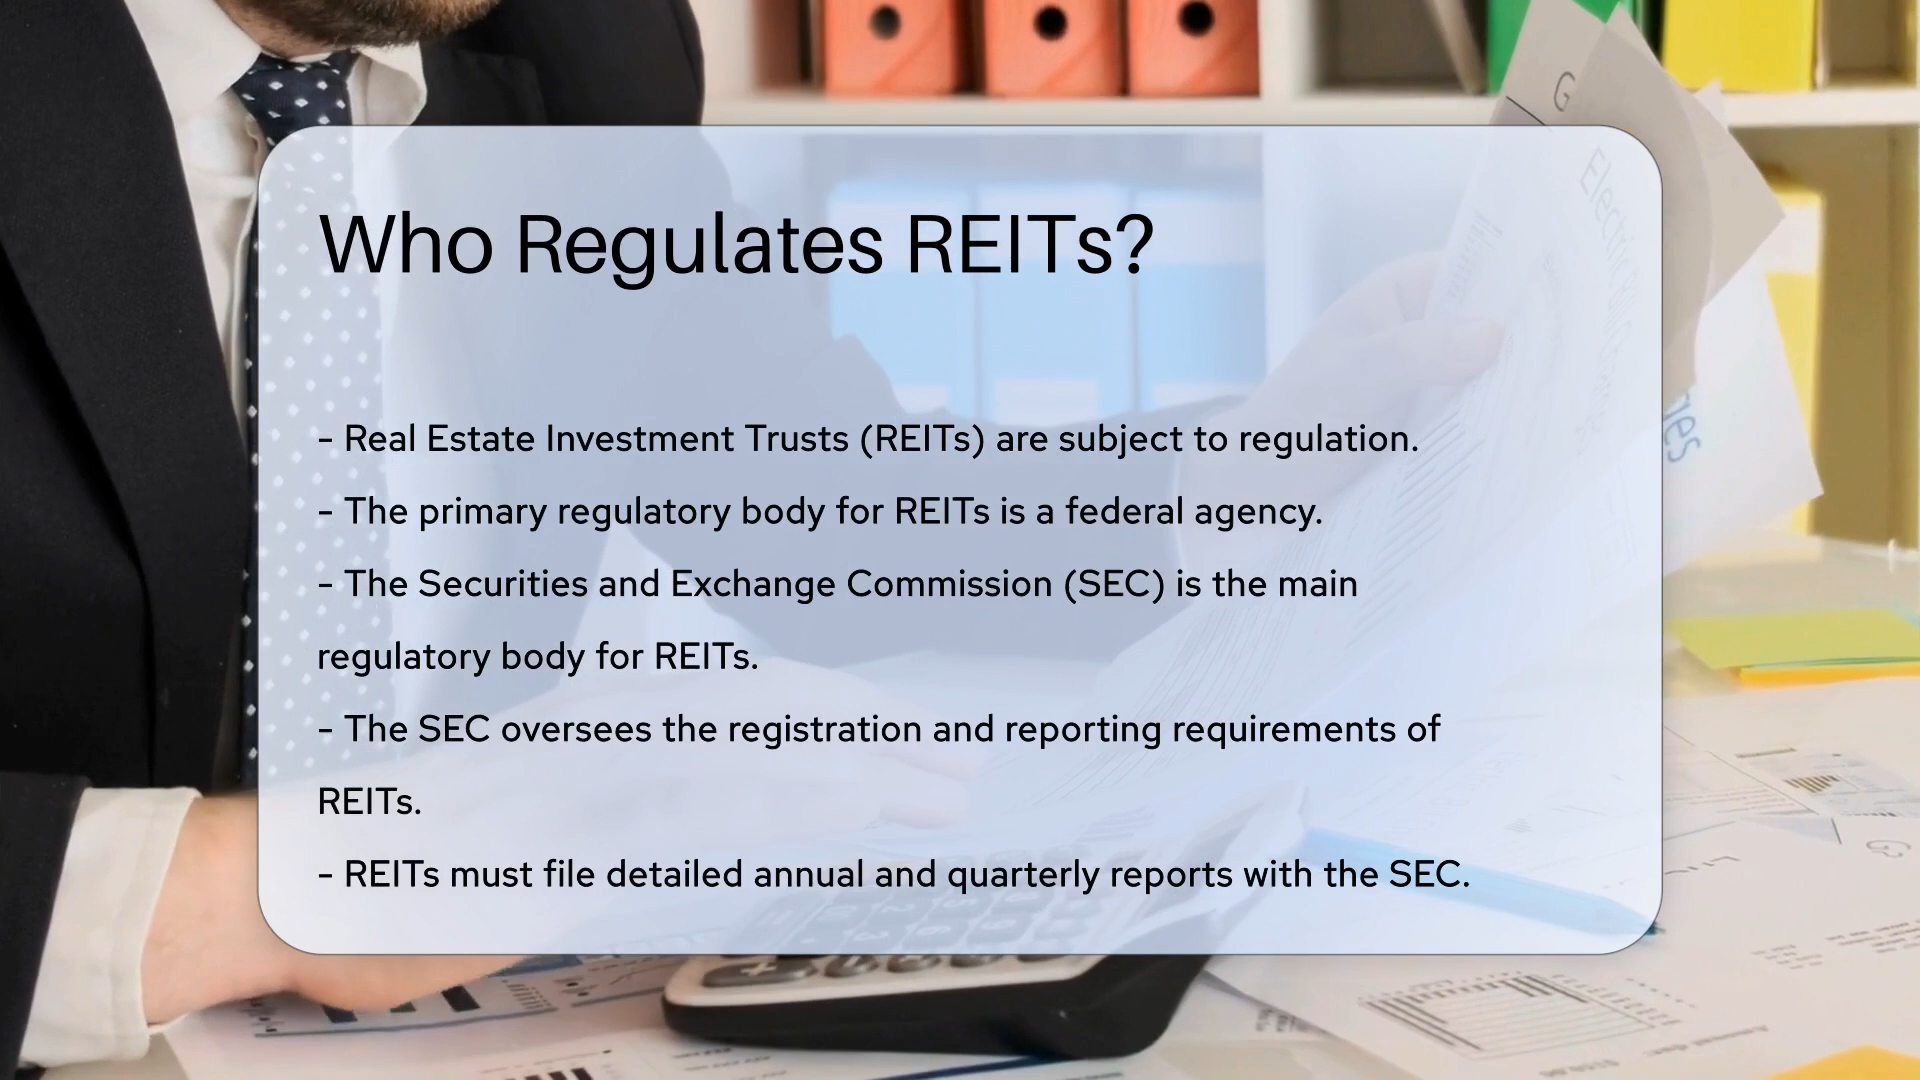 Who Regulates REITs?
- Real Estate Investment Trusts (REITs) are subject to regulation.
- The primary regulatory body for REITs is a federal agency.
- The Securities and Exchange Commission (SEC) is the main
regulatory body for REITs.
- The SEC oversees the registration and reporting requirements of
REITs.
- REITs must file detailed annual and quarterly reports with the SEC.